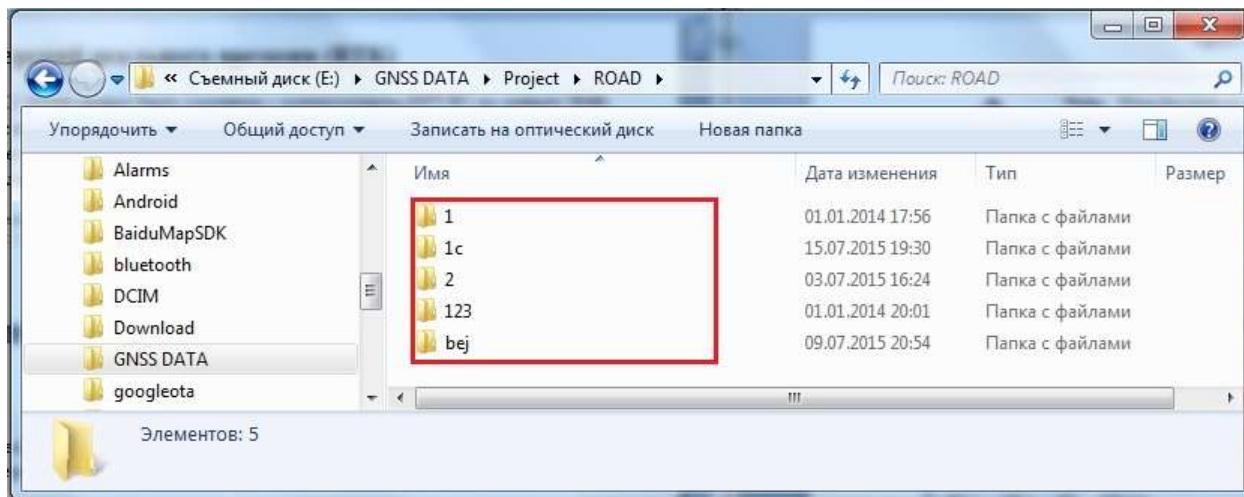 « Съемный диск (E:) ▸ GNSS DATA ▸ Project ▸ ROAD ▸
Поиск: ROAD
Упорядочить ▼ Общий доступ ▼ Записать на оптический диск Новая папка
Alarms
Android
BaiduMapSDK
bluetooth
DCIM
Download
GNSS DATA
googleota
Имя Дата изменения Тип Размер
1 01.01.2014 17:56 Папка с файлами
1c 15.07.2015 19:30 Папка с файлами
2 03.07.2015 16:24 Папка с файлами
123 01.01.2014 20:01 Папка с файлами
bej 09.07.2015 20:54 Папка с файлами
Элементов: 5